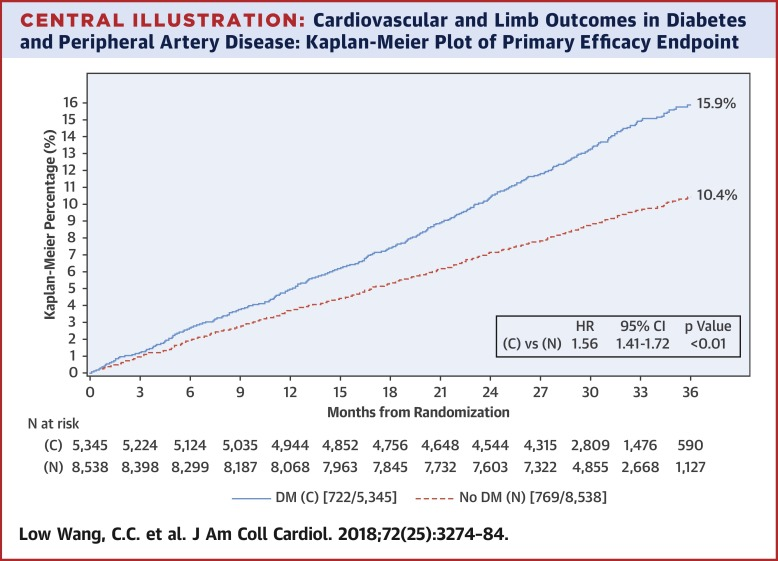 CENTRAL ILLUSTRATION: Cardiovascular and Limb Outcomes in Diabetes
and Peripheral Artery Disease: Kaplan-Meier Plot of Primary Efficacy Endpoint
Kaplan-Meier Percentage (%)
16
15
14
13
12
11
10
9
8
7
6
5
4
3
2
1
0
15.9%
10.4%
HR 95% CI p Value
(C) vs (N) 1.56 1.41-1.72 <0.01
0 3 6 9 12 15 18 21 24 27 30 33 36
Months from Randomization
N at risk
(C) 5,345 5,224 5,124 5,035 4,944 4,852 4,756 4,648 4,544 4,315 2,809 1,476 590
(N) 8,538 8,398 8,299 8,187 8,068 7,963 7,845 7,732 7,603 7,322 4,855 2,668 1,127
DM (C) [722/5,345] No DM (N) [769/8,538]
Low Wang, C.C. et al. J Am Coll Cardiol. 2018;72(25):3274–84.